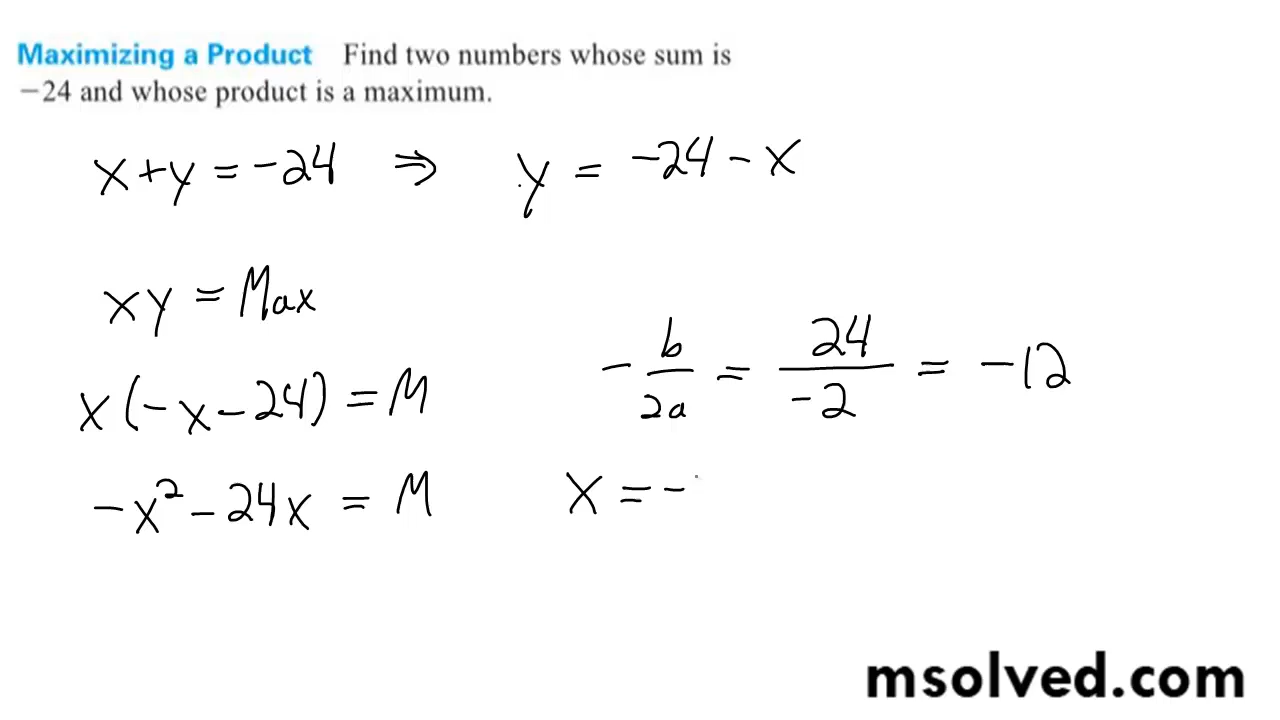 Maximizing a Product Find two numbers whose sum is
−24 and whose product is a maximum.
x + y = -24 ⇒ y = -24 - x
xy = Max
x(-x - 24) = M
-x² - 24x = M
- b/2a = 24/-2 = -12
x = -
msolved.com